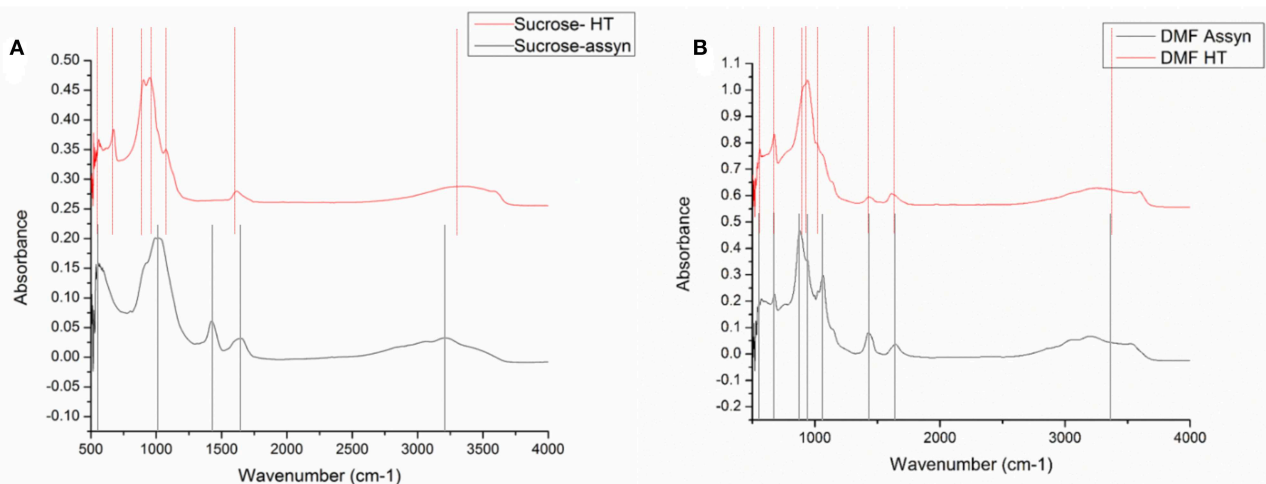 A
Sucrose- HT
Sucrose-assyn
0.50
0.45
0.40
0.35
0.30
0.25
0.20
0.15
0.10
0.05
0.00
-0.05
-0.10
Absorbance
500 1000 1500 2000 2500 3000 3500 4000
Wavenumber (cm-1)
B
DMF Assyn
DMF HT
1.1
1.0
0.9
0.8
0.7
0.6
0.5
0.4
0.3
0.2
0.1
0.0
-0.1
-0.2
Absorbance
1000 2000 3000 4000
Wavenumber (cm-1)